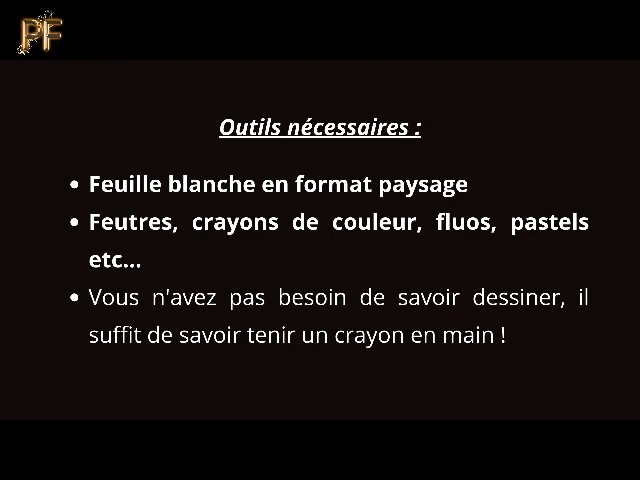 PF
Outils nécessaires :
• Feuille blanche en format paysage
• Feutres, crayons de couleur, fluos, pastels
etc...
• Vous n'avez pas besoin de savoir dessiner, il
suffit de savoir tenir un crayon en main !